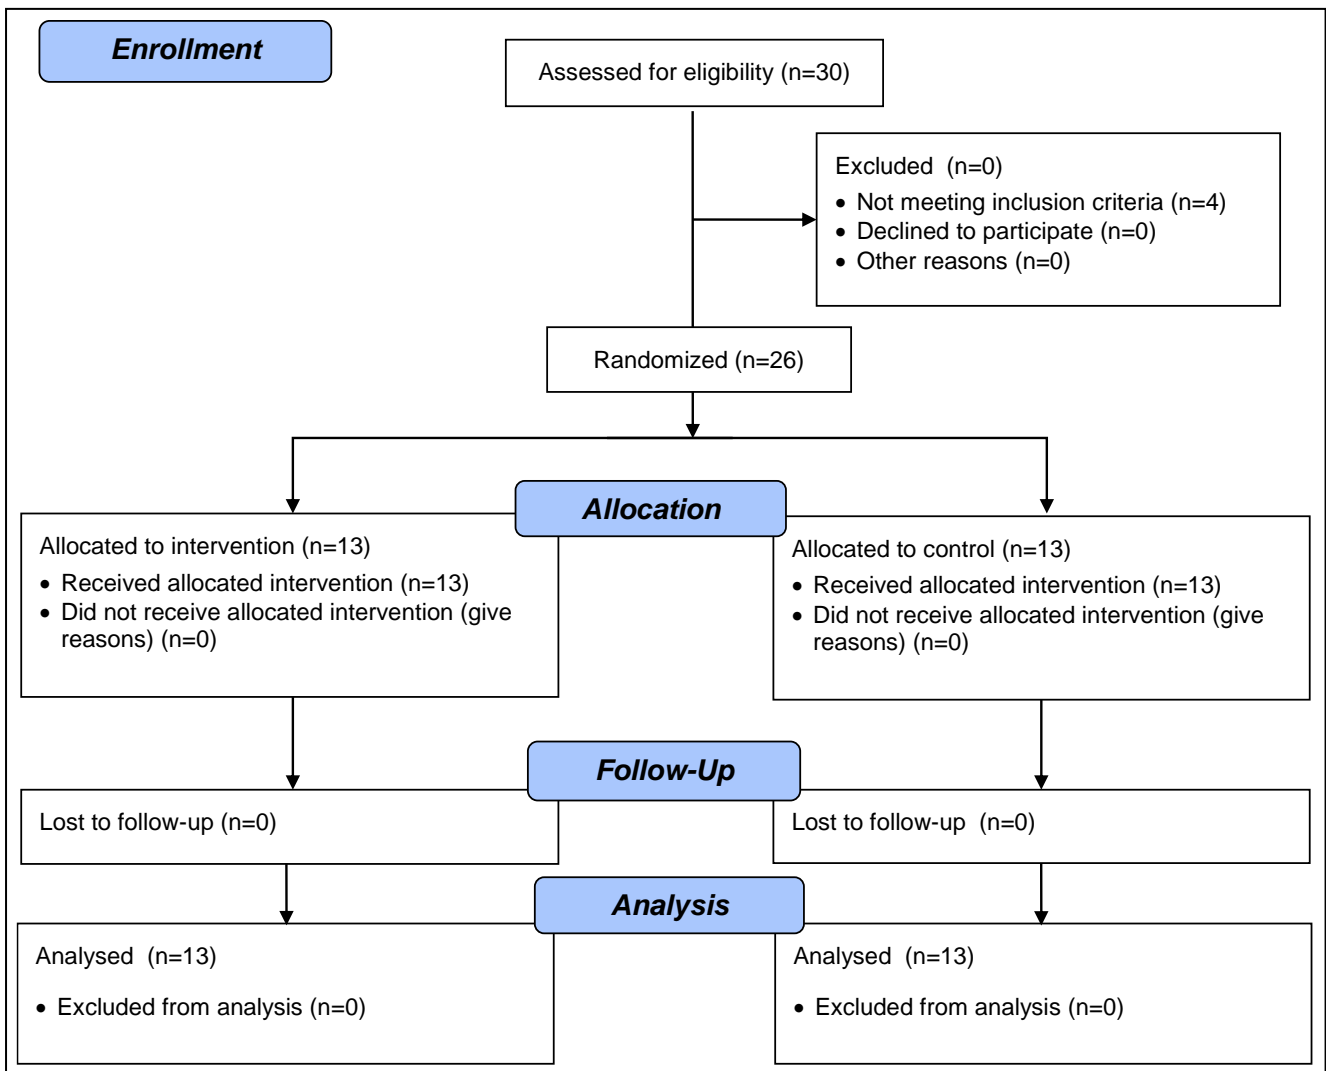 Enrollment
Assessed for eligibility (n=30)
Excluded (n=0)
• Not meeting inclusion criteria (n=4)
• Declined to participate (n=0)
• Other reasons (n=0)
Randomized (n=26)
Allocation
Allocated to intervention (n=13)
• Received allocated intervention (n=13)
• Did not receive allocated intervention (give
reasons) (n=0)
Allocated to control (n=13)
• Received allocated intervention (n=13)
• Did not receive allocated intervention (give
reasons) (n=0)
Follow-Up
Lost to follow-up (n=0)
Lost to follow-up (n=0)
Analysis
Analysed (n=13)
• Excluded from analysis (n=0)
Analysed (n=13)
• Excluded from analysis (n=0)